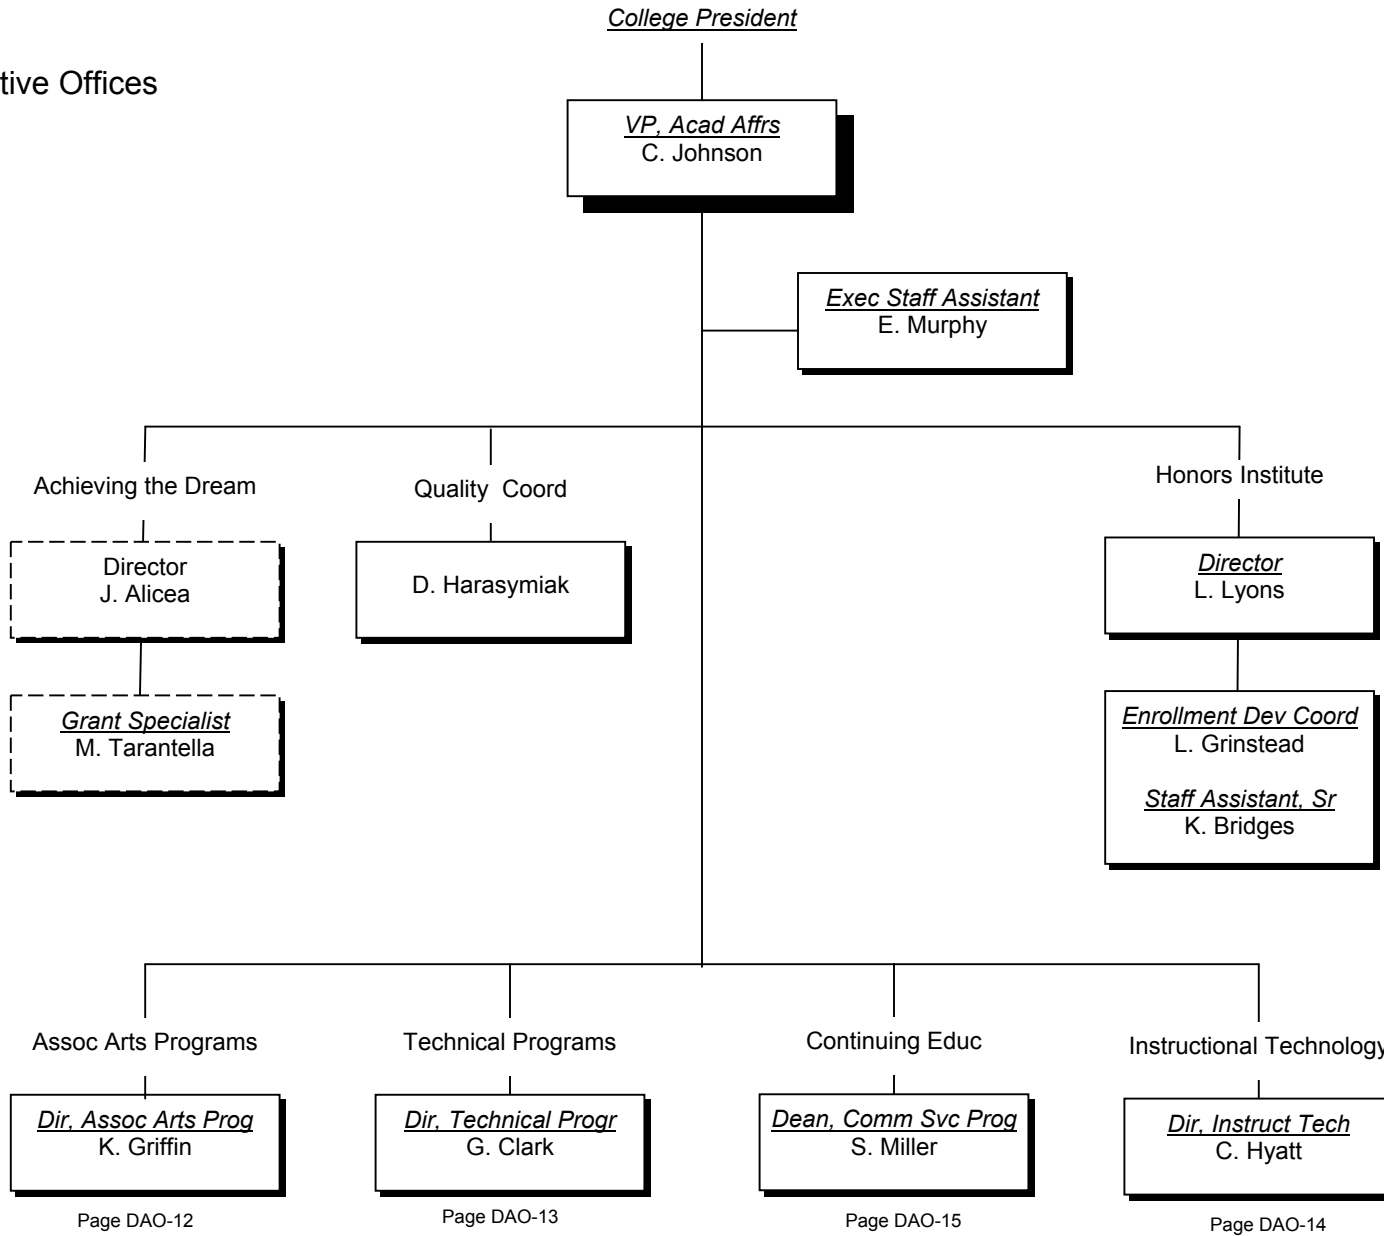 College President
tive Offices
VP, Acad Affrs
C. Johnson
Exec Staff Assistant
E. Murphy
Achieving the Dream
Quality  Coord
Honors Institute
Director
J. Alicea
D. Harasymiak
Director
L. Lyons
Grant Specialist
M. Tarantella
Enrollment Dev Coord
L. Grinstead
Staff Assistant, Sr
K. Bridges
Assoc Arts Programs
Technical Programs
Continuing Educ
Instructional Technology
Dir, Assoc Arts Prog
K. Griffin
Dir, Technical Progr
G. Clark
Dean, Comm Svc Prog
S. Miller
Dir, Instruct Tech
C. Hyatt
Page DAO-12
Page DAO-13
Page DAO-15
Page DAO-14